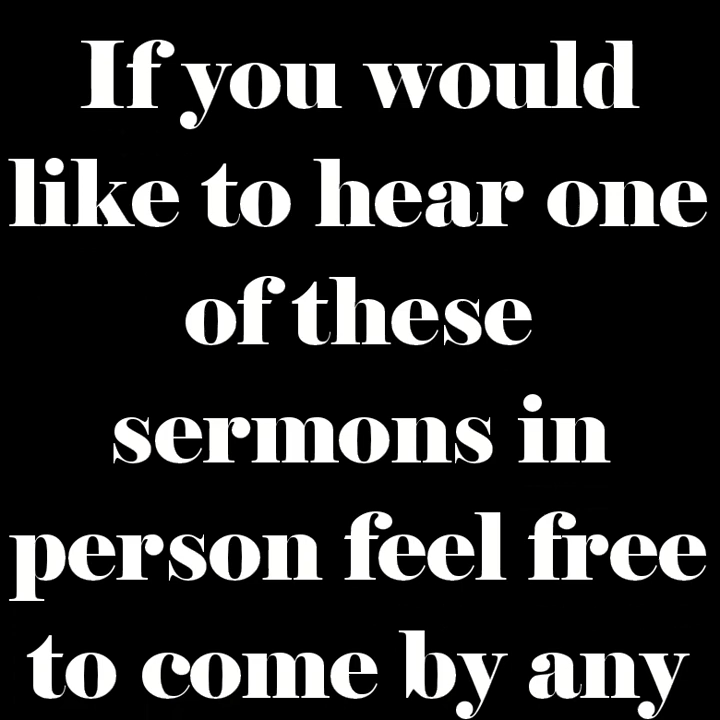 If you would
like to hear one
of these
sermons in
person feel free
to come by any